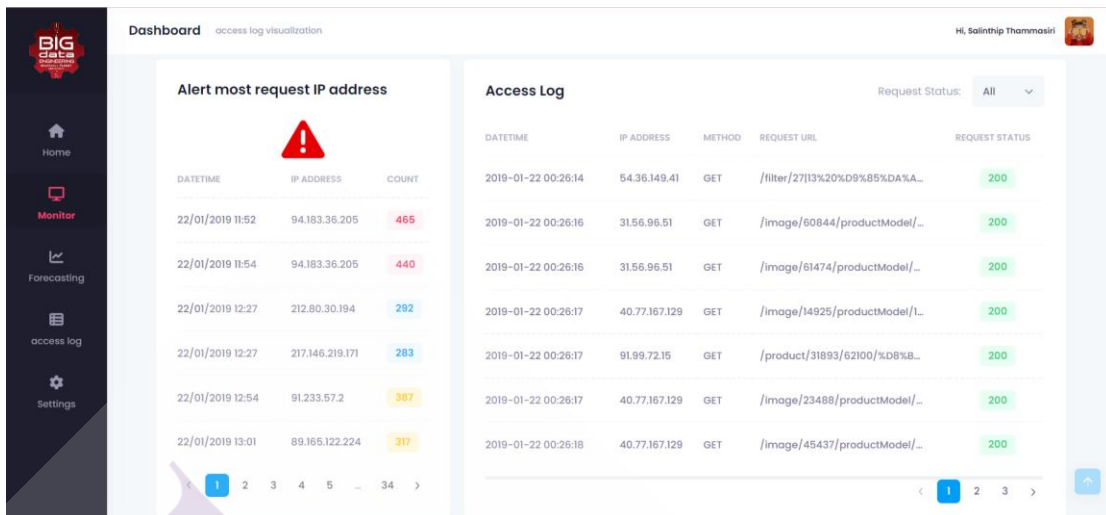 BIG
data
ENGINEERING
Dashboard access log visualization
Hi, Salinthip Thammasiri
Home
Monitor
Forecasting
access log
Settings
Alert most request IP address
DATETIME IP ADDRESS COUNT
22/01/2019 11:52 94.183.36.205 465
22/01/2019 11:54 94.183.36.205 440
22/01/2019 12:27 212.80.30.194 292
22/01/2019 12:27 217.146.219.171 283
22/01/2019 12:54 91.233.57.2 387
22/01/2019 13:01 89.165.122.224 317
1 2 3 4 5 ... 34
Access Log
Request Status: All
DATETIME IP ADDRESS METHOD REQUEST URL REQUEST STATUS
2019-01-22 00:26:14 54.36.149.41 GET /filter/27|13%20%D9%85%DA%A... 200
2019-01-22 00:26:16 31.56.96.51 GET /image/60844/productModel/... 200
2019-01-22 00:26:16 31.56.96.51 GET /image/61474/productModel/... 200
2019-01-22 00:26:17 40.77.167.129 GET /image/14925/productModel/1... 200
2019-01-22 00:26:17 91.99.72.15 GET /product/31893/62100/%D8%B... 200
2019-01-22 00:26:17 40.77.167.129 GET /image/23488/productModel/... 200
2019-01-22 00:26:18 40.77.167.129 GET /image/45437/productModel/... 200
1 2 3